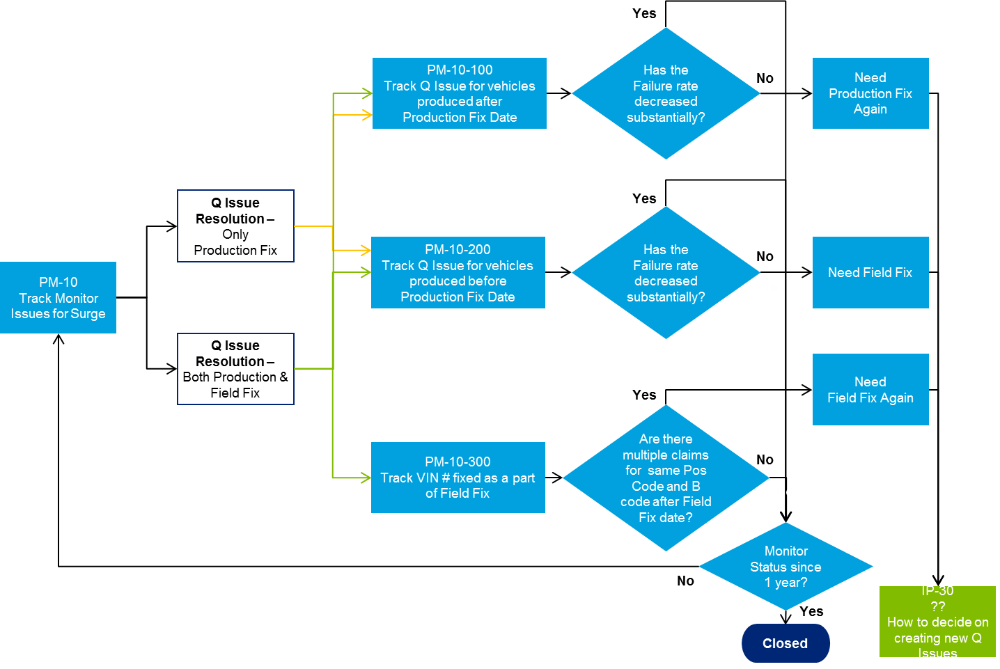 Yes
PM-10-100
Track Q Issue for vehicles
produced after
Production Fix Date
Has the
Failure rate
decreased
substantially?
No
Need
Production Fix
Again
Q Issue
Resolution –
Only
Production Fix
Yes
PM-10-200
Track Q Issue for vehicles
produced before
Production Fix Date
Has the
Failure rate
decreased
substantially?
No
Need Field Fix
PM-10
Track Monitor
Issues for Surge
Q Issue
Resolution –
Both Production &
Field Fix
Yes
Need
Field Fix Again
PM-10-300
Track VIN # fixed as a part
of Field Fix
Are there
multiple claims
for same Pos
Code and B
code after Field
Fix date?
No
Monitor
Status since
1 year?
No
Yes
Closed
IP-30
??
How to decide on
creating new Q
Issues